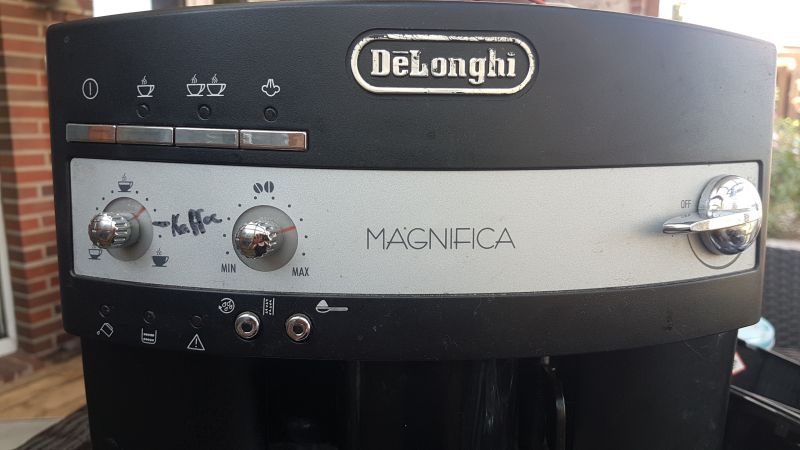 DeLonghi
Kaffee
OFF
MAGNIFICA
MIN
MAX